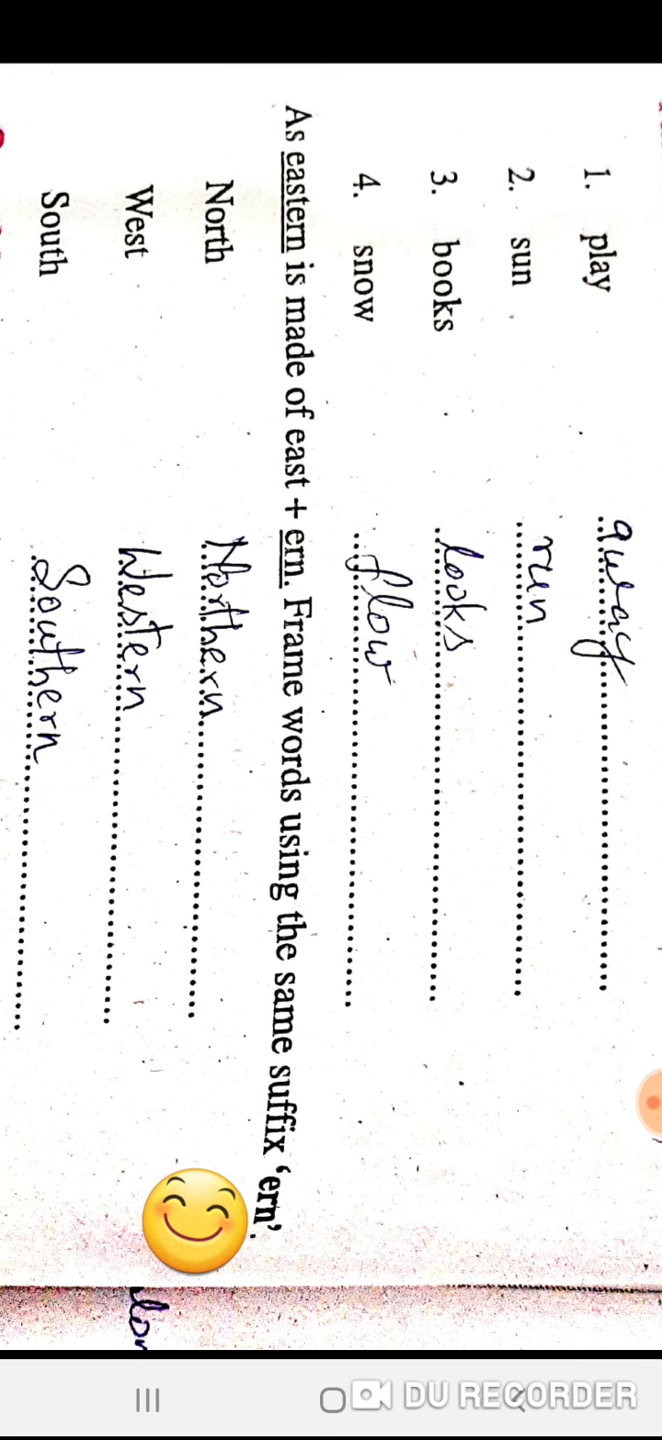 1. play ........ away ........
2. sun ........ run ........
3. books ........ looks ........
4. snow ........ flow ........
As eastern is made of east + ern. Frame words using the same suffix ‘ern’.
North ........ Northern ........
West ........ Western ........
South ........ Southern ........
DU RECORDER